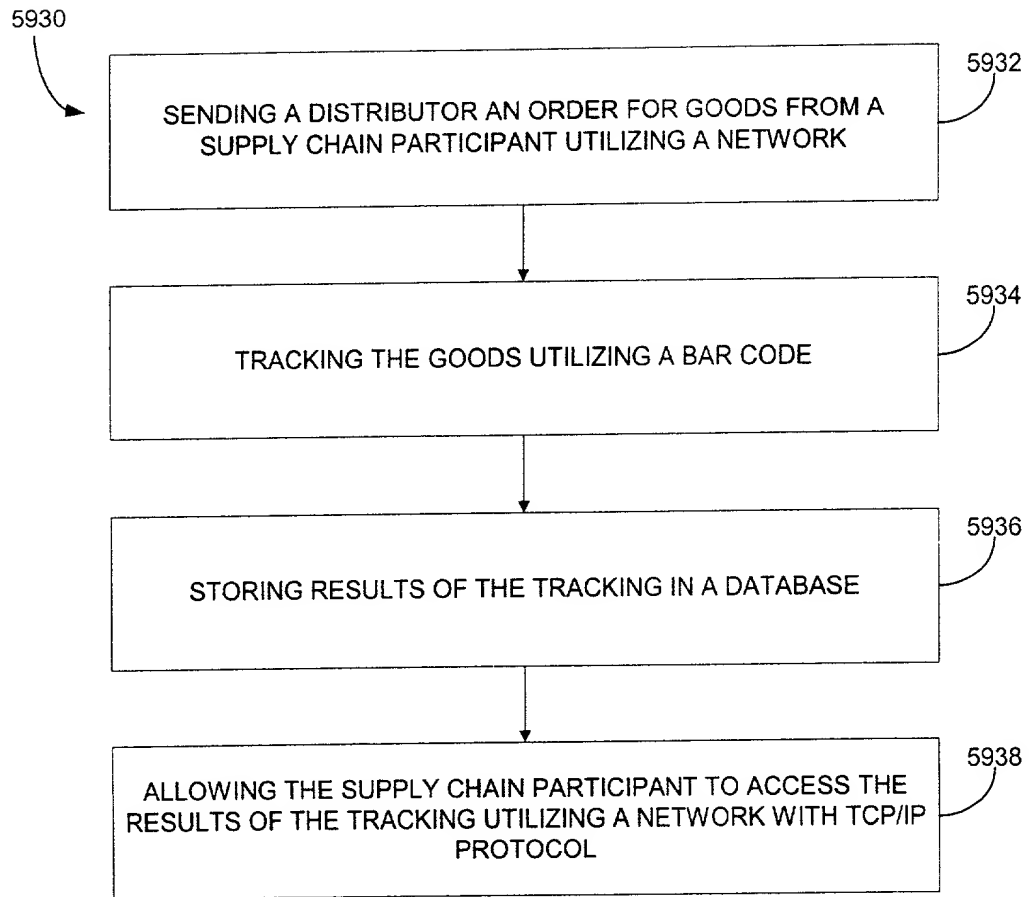 5930
5932
SENDING A DISTRIBUTOR AN ORDER FOR GOODS FROM A
SUPPLY CHAIN PARTICIPANT UTILIZING A NETWORK
5934
TRACKING THE GOODS UTILIZING A BAR CODE
5936
STORING RESULTS OF THE TRACKING IN A DATABASE
5938
ALLOWING THE SUPPLY CHAIN PARTICIPANT TO ACCESS THE
RESULTS OF THE TRACKING UTILIZING A NETWORK WITH TCP/IP
PROTOCOL